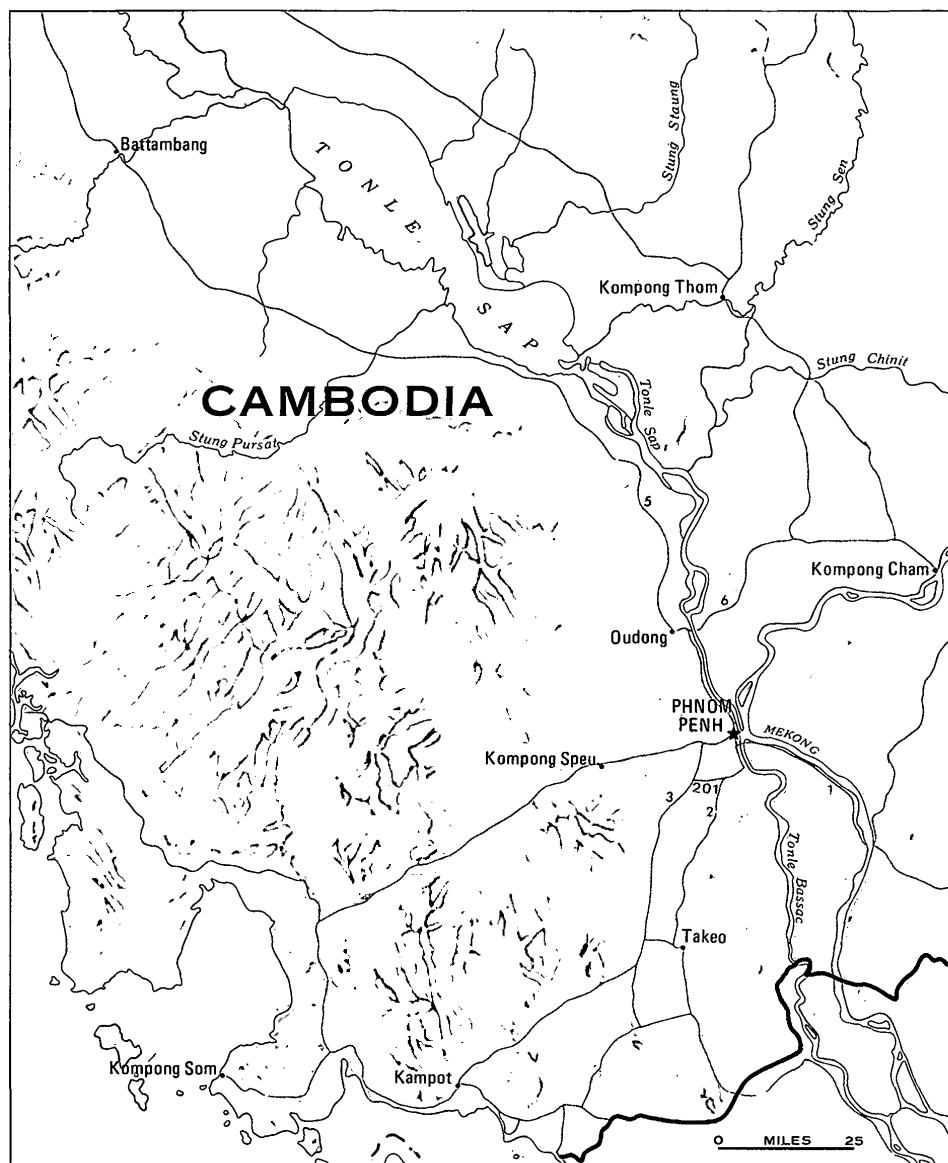 Battambang
TONLE SAP
Stung Staung
Stung Sen
Kompong Thom
Stung Chinit
CAMBODIA
Tonle Sap
Stung Pursat
5
Kompong Cham
6
Oudong
PHNOM
PENH
MEKONG
Kompong Speu
1
201
3
2
Tonle Bassac
Takeo
Kompong Som
Kampot
0 MILES 25